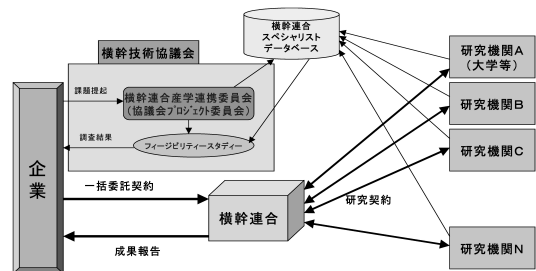 横幹連合
スペシャリスト
データベース
横幹技術協議会
研究機関A
(大学等)
課題提起
横幹連合産学連携委員会
(協議会プロジェクト委員会)
研究機関B
調査結果
フィージビリティースタディー
研究機関C
企業
一括委託契約
横幹連合
研究契約
成果報告
研究機関N